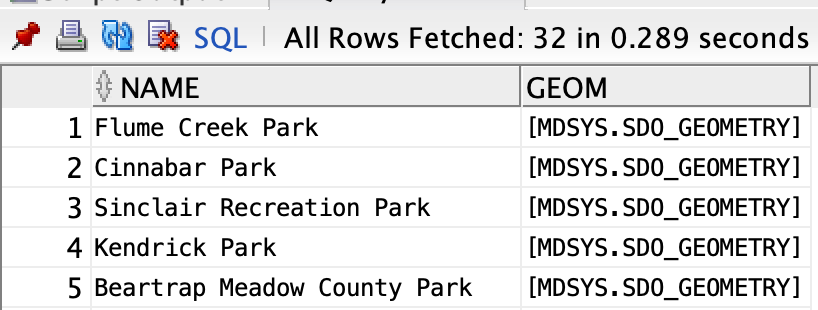 SQL All Rows Fetched: 32 in 0.289 seconds
NAME GEOM
1 Flume Creek Park [MDSYS.SDO_GEOMETRY]
2 Cinnabar Park [MDSYS.SDO_GEOMETRY]
3 Sinclair Recreation Park [MDSYS.SDO_GEOMETRY]
4 Kendrick Park [MDSYS.SDO_GEOMETRY]
5 Beartrap Meadow County Park [MDSYS.SDO_GEOMETRY]